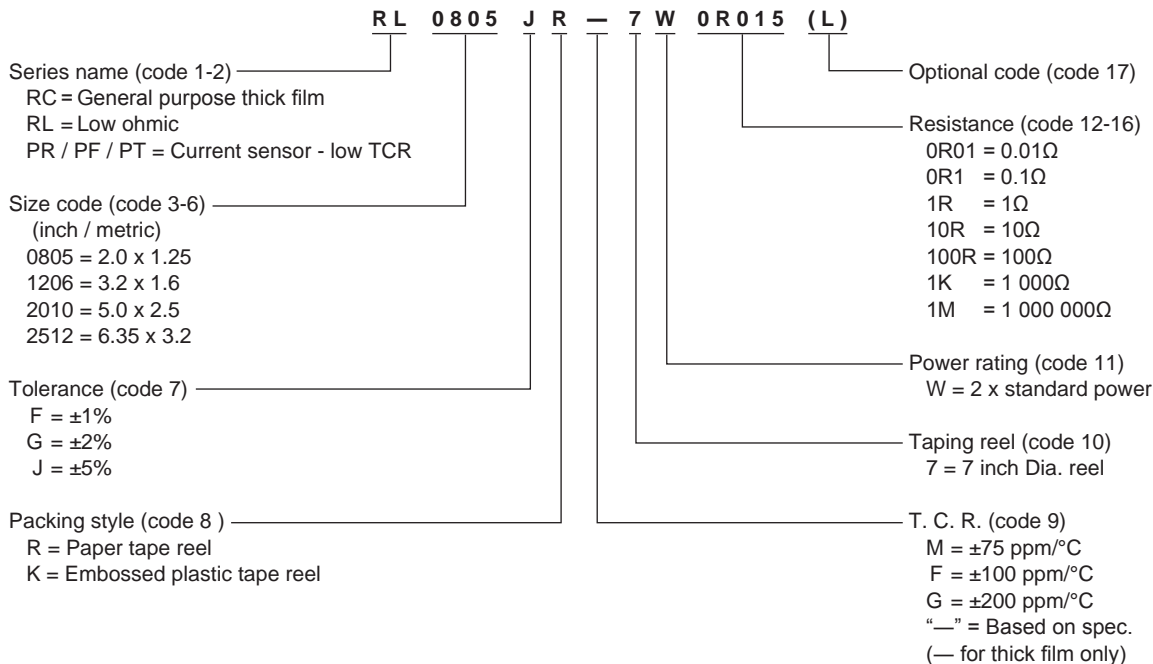 RL 0805 J R — 7 W 0R015 (L)
Series name (code 1-2)
RC = General purpose thick film
RL = Low ohmic
PR / PF / PT = Current sensor - low TCR
Size code (code 3-6)
(inch / metric)
0805 = 2.0 x 1.25
1206 = 3.2 x 1.6
2010 = 5.0 x 2.5
2512 = 6.35 x 3.2
Tolerance (code 7)
F = ±1%
G = ±2%
J = ±5%
Packing style (code 8 )
R = Paper tape reel
K = Embossed plastic tape reel
Optional code (code 17)
Resistance (code 12-16)
0R01 = 0.01Ω
0R1 = 0.1Ω
1R = 1Ω
10R = 10Ω
100R = 100Ω
1K = 1 000Ω
1M = 1 000 000Ω
Power rating (code 11)
W = 2 x standard power
Taping reel (code 10)
7 = 7 inch Dia. reel
T. C. R. (code 9)
M = ±75 ppm/°C
F = ±100 ppm/°C
G = ±200 ppm/°C
“—” = Based on spec.
(— for thick film only)